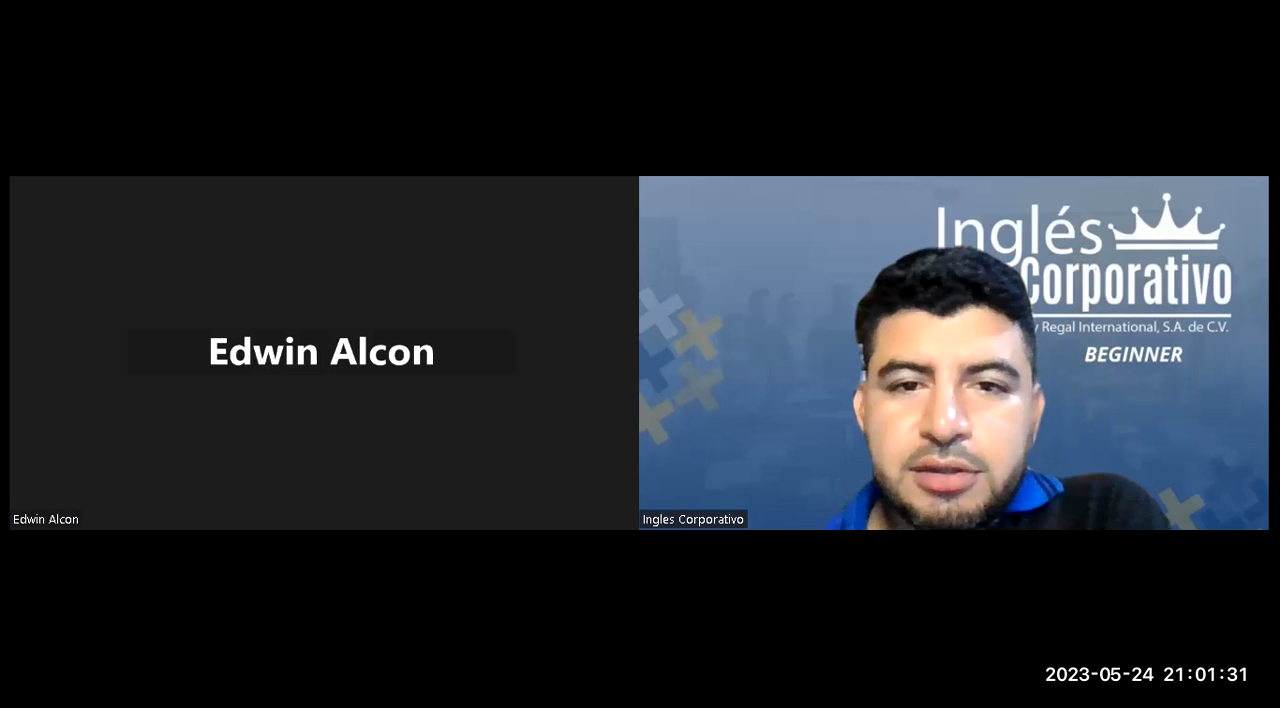 Edwin Alcon
Edwin Alcon
Inglés
Corporativo
y Regal International, S.A. de C.V.
BEGINNER
Ingles Corporativo
2023-05-24 21:01:31